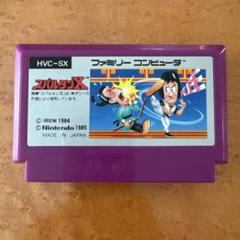 HVC-SX
ファミリー コンピュータ
スパルタンX
© IREM 1984
© Nintendo 1985
MADE IN JAPAN